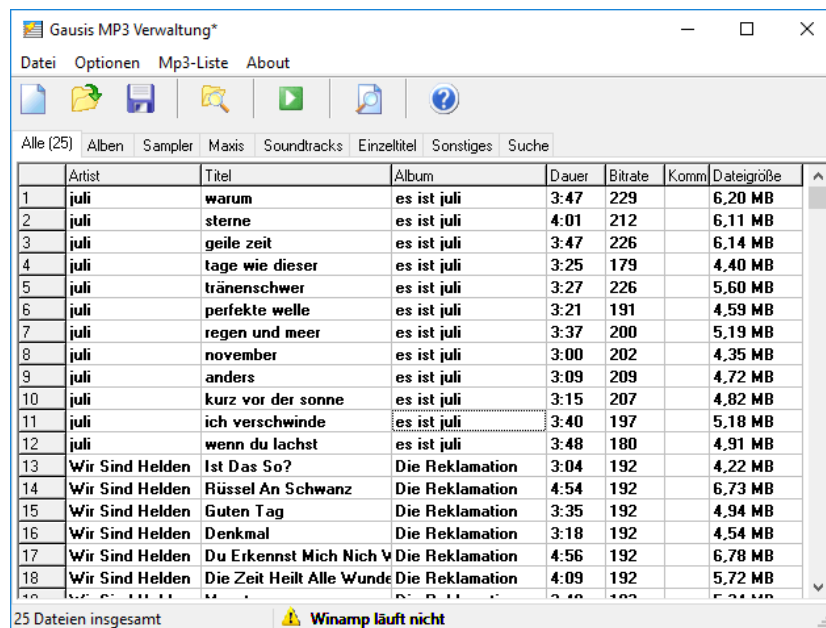 Gausis MP3 Verwaltung*
Datei Optionen Mp3-Liste About
Alle (25) Alben Sampler Maxis Soundtracks Einzeltitel Sonstiges Suche
Artist Titel Album Dauer Bitrate Komm Dateigröße
1 juli warum es ist juli 3:47 229 6,20 MB
2 juli sterne es ist juli 4:01 212 6,11 MB
3 juli geile zeit es ist juli 3:47 226 6,14 MB
4 juli tage wie dieser es ist juli 3:25 179 4,40 MB
5 juli tränenschwer es ist juli 3:27 226 5,60 MB
6 juli perfekte welle es ist juli 3:21 191 4,59 MB
7 juli regen und meer es ist juli 3:37 200 5,19 MB
8 juli november es ist juli 3:00 202 4,35 MB
9 juli anders es ist juli 3:09 209 4,72 MB
10 juli kurz vor der sonne es ist juli 3:15 207 4,82 MB
11 juli ich verschwinde es ist juli 3:40 197 5,18 MB
12 juli wenn du lachst es ist juli 3:48 180 4,91 MB
13 Wir Sind Helden Ist Das So? Die Reklamation 3:04 192 4,22 MB
14 Wir Sind Helden Rüssel An Schwanz Die Reklamation 4:54 192 6,73 MB
15 Wir Sind Helden Guten Tag Die Reklamation 3:35 192 4,94 MB
16 Wir Sind Helden Denkmal Die Reklamation 3:18 192 4,54 MB
17 Wir Sind Helden Du Erkennst Mich Nich Die Reklamation 4:56 192 6,78 MB
18 Wir Sind Helden Die Zeit Heilt Alle Wunde Die Reklamation 4:09 192 5,72 MB
25 Dateien insgesamt Winamp läuft nicht